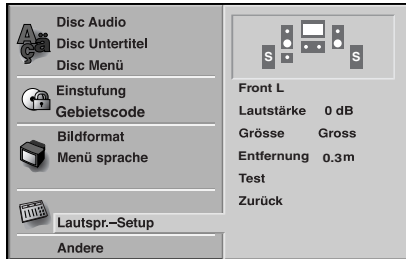 Disc Audio
Disc Untertitel
Disc Menü
Einstufung
Gebietscode
Bildformat
Menü sprache
Lautspr.–Setup
Andere
S
S
Front L
Lautstärke 0 dB
Grösse Gross
Entfernung 0.3m
Test
Zurück